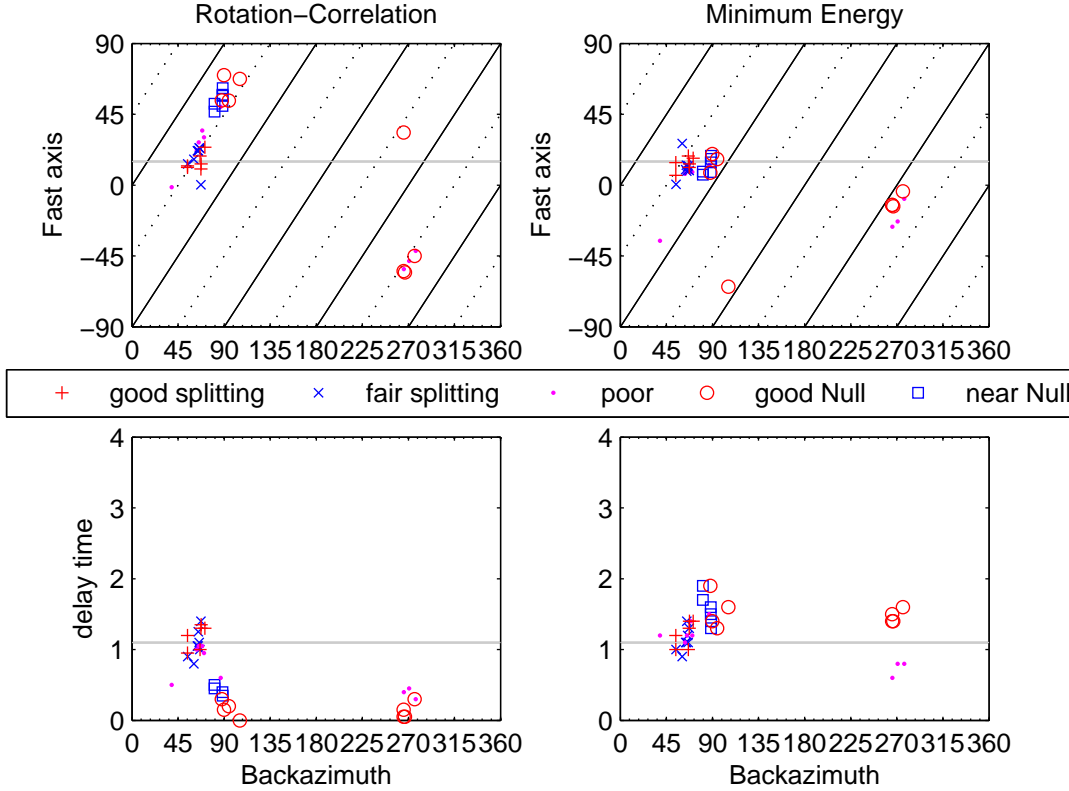 Rotation−Correlation
Minimum Energy
90
45
0
−45
−90
Fast axis
0 45 90 135 180 225 270 315 360
90
45
0
−45
−90
Fast axis
0 45 90 135 180 225 270 315 360
good splitting
fair splitting
poor
good Null
near Null
4
3
2
1
0
delay time
0 45 90 135 180 225 270 315 360
Backazimuth
4
3
2
1
0
0 45 90 135 180 225 270 315 360
Backazimuth